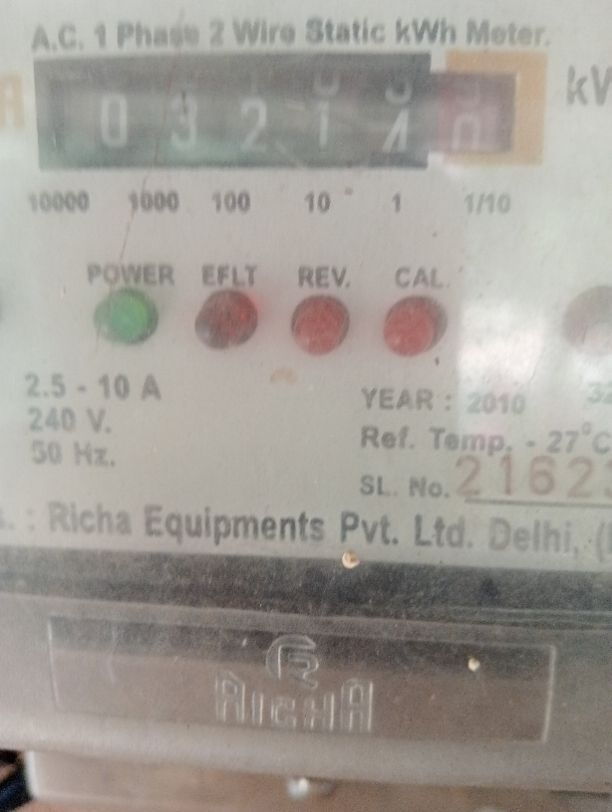 A.C. 1 Phase 2 Wire Static kWh Meter.
0 3 2 1 4 0
10000 1000 100 10 1 1/10
POWER EFLT REV. CAL.
2.5 - 10 A
240 V.
50 Hz.
YEAR : 2010
Ref. Temp. - 27°C
SL. No. 2162
: Richa Equipments Pvt. Ltd. Delhi,
RICHA